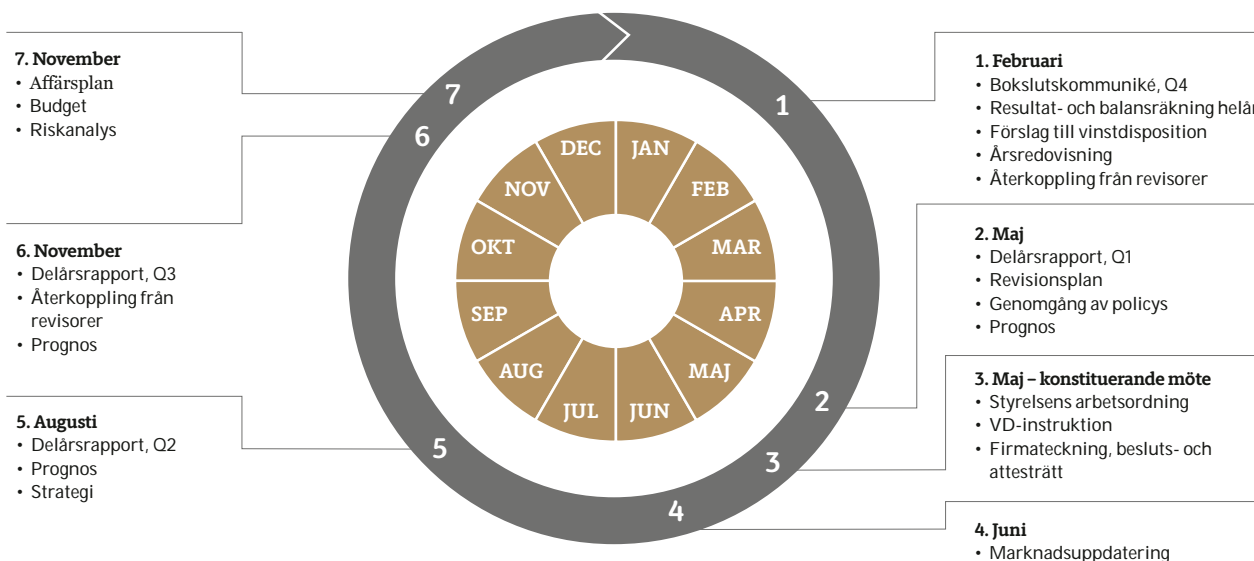 7. November
• Affärsplan
• Budget
• Riskanalys
6. November
• Delårsrapport, Q3
• Återkoppling från
revisorer
• Prognos
5. Augusti
• Delårsrapport, Q2
• Prognos
• Strategi
7
6
5
4
3
2
1
DEC
JAN
NOV
FEB
OKT
MAR
SEP
APR
AUG
MAJ
JUL
JUN
1. Februari
• Bokslutskommuniké, Q4
• Resultat- och balansräkning helår
• Förslag till vinstdisposition
• Årsredovisning
• Återkoppling från revisorer
2. Maj
• Delårsrapport, Q1
• Revisionsplan
• Genomgång av policys
• Prognos
3. Maj – konstituerande möte
• Styrelsens arbetsordning
• VD-instruktion
• Firmateckning, besluts- och
attesträtt
4. Juni
• Marknadsuppdatering